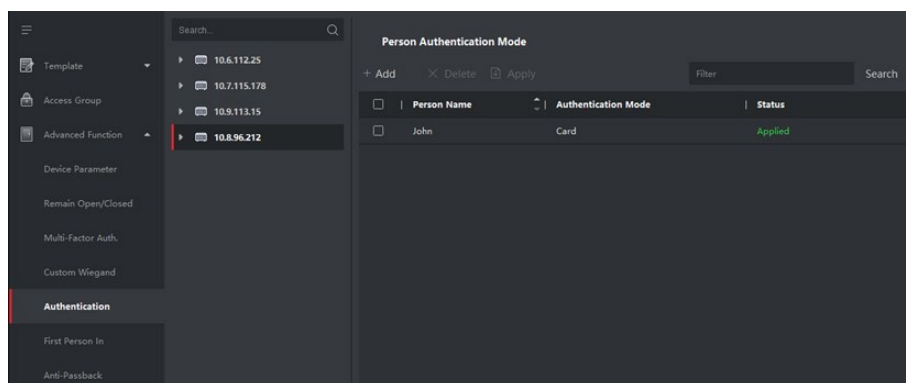 Search...
Template
Access Group
Advanced Function
Device Parameter
Remain Open/Closed
Multi-Factor Auth.
Custom Wiegand
Authentication
First Person In
Anti-Passback
10.6.112.25
10.7.115.178
10.9.113.15
10.8.96.212
Person Authentication Mode
+ Add × Delete Apply Filter Search
Person Name | Authentication Mode | Status
John Card Applied